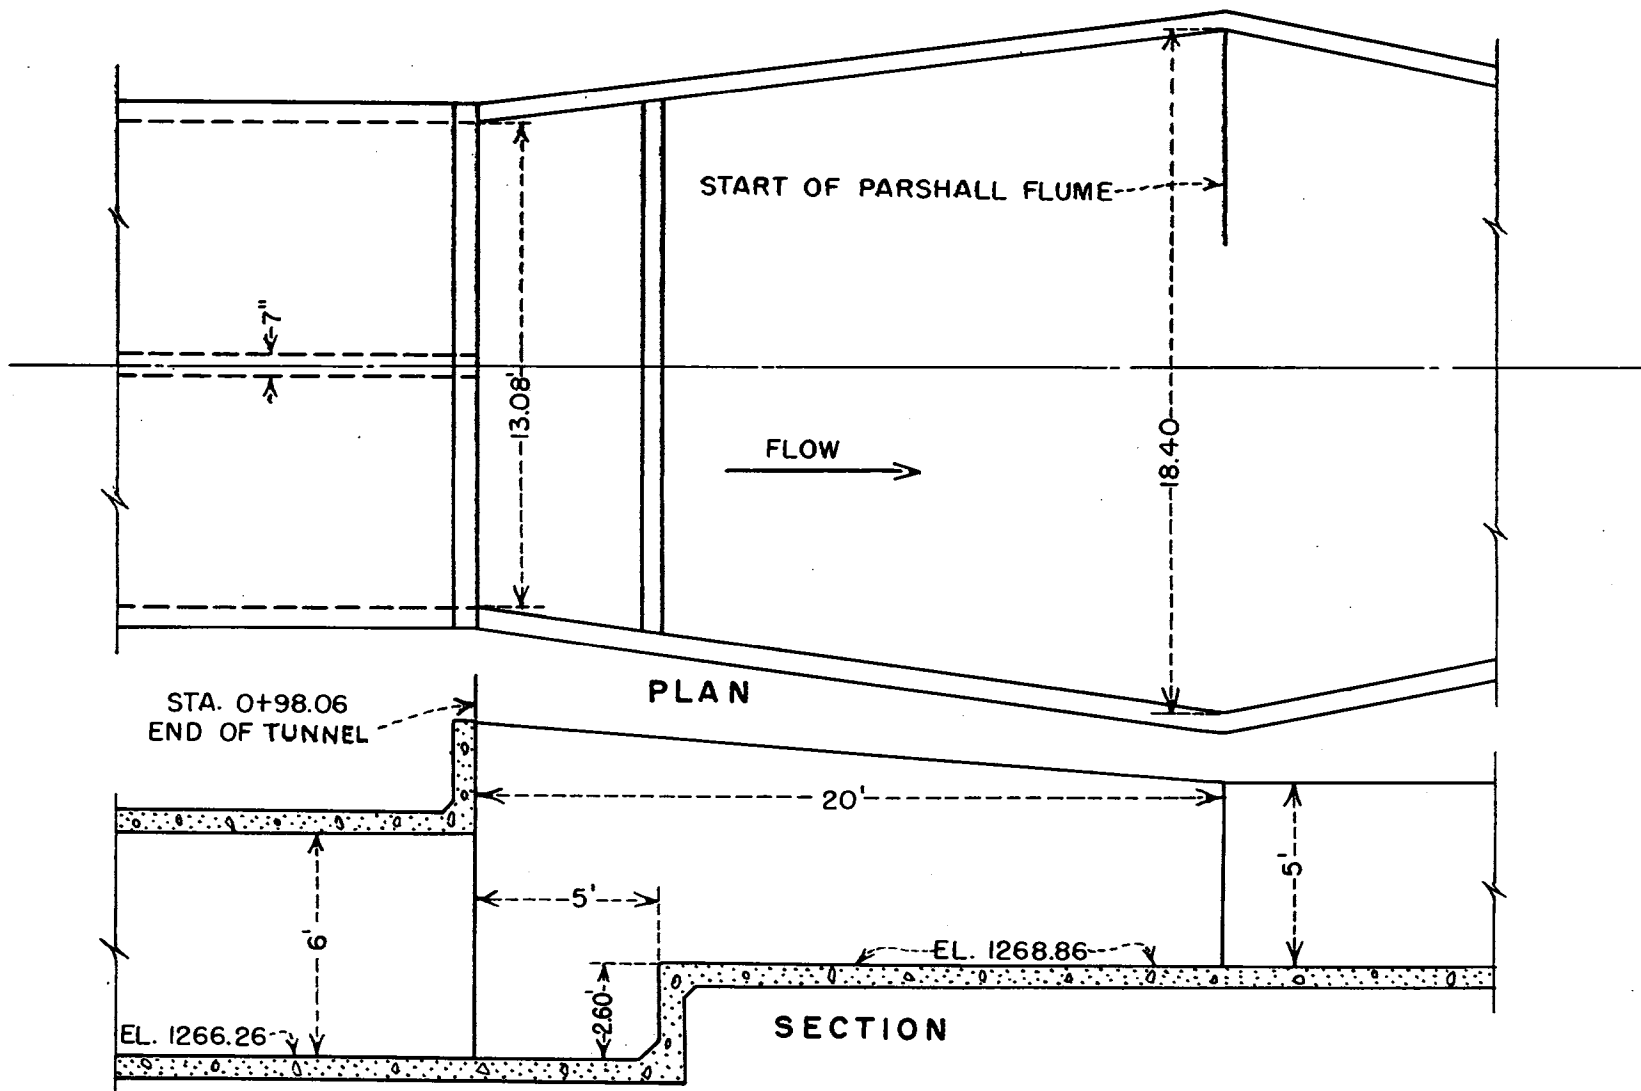 START OF PARSHALL FLUME
7"
13.08'
18.40
FLOW
PLAN
STA. 0+98.06
END OF TUNNEL
20'
5'
5'
6'
EL. 1268.86
2.60'
EL. 1266.26
SECTION